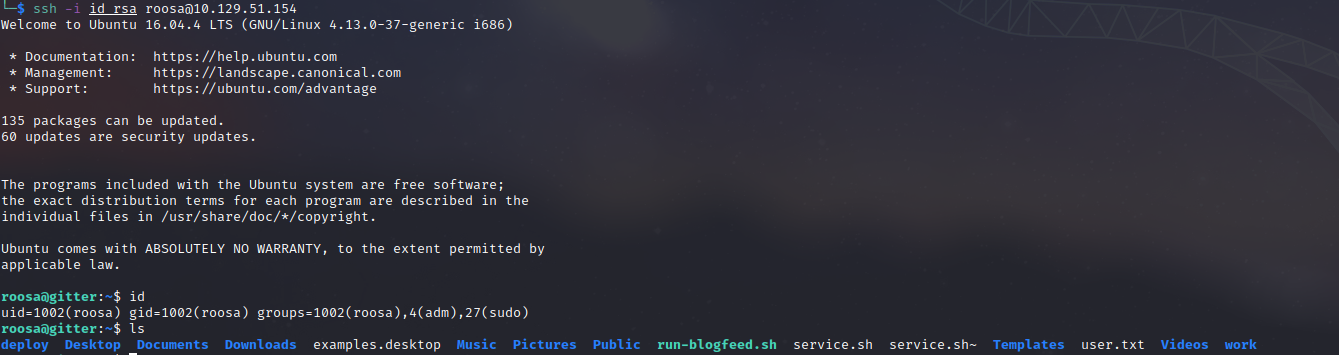 └─$ ssh -i id_rsa roosa@10.129.51.154
Welcome to Ubuntu 16.04.4 LTS (GNU/Linux 4.13.0-37-generic i686)
* Documentation:  https://help.ubuntu.com
* Management:     https://landscape.canonical.com
* Support:        https://ubuntu.com/advantage
135 packages can be updated.
60 updates are security updates.
The programs included with the Ubuntu system are free software;
the exact distribution terms for each program are described in the
individual files in /usr/share/doc/*/copyright.
Ubuntu comes with ABSOLUTELY NO WARRANTY, to the extent permitted by
applicable law.
roosa@gitter:~$ id
uid=1002(roosa) gid=1002(roosa) groups=1002(roosa),4(adm),27(sudo)
roosa@gitter:~$ ls
deploy  Desktop  Documents  Downloads  examples.desktop  Music  Pictures  Public  run-blogfeed.sh  service.sh  service.sh~  Templates  user.txt  Videos  work